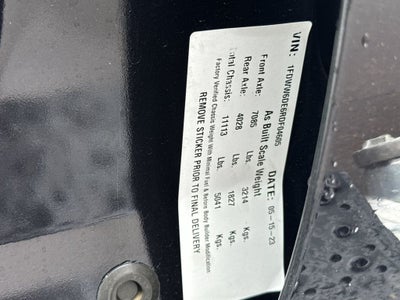 VIN: 1FDWW6DE6RDF04605
DATE: 05-15-23
As Built Scale Weight
Front Axle: 7085 Lbs. 3214 Kgs.
Rear Axle: 4028 Lbs. 1827 Kgs.
Total Chassis: 11113 Lbs. 5041 Kgs.
Factory Verified Chassis Weight With Minimal Fuel & Before Body Builder Modification
REMOVE STICKER PRIOR TO FINAL DELIVERY